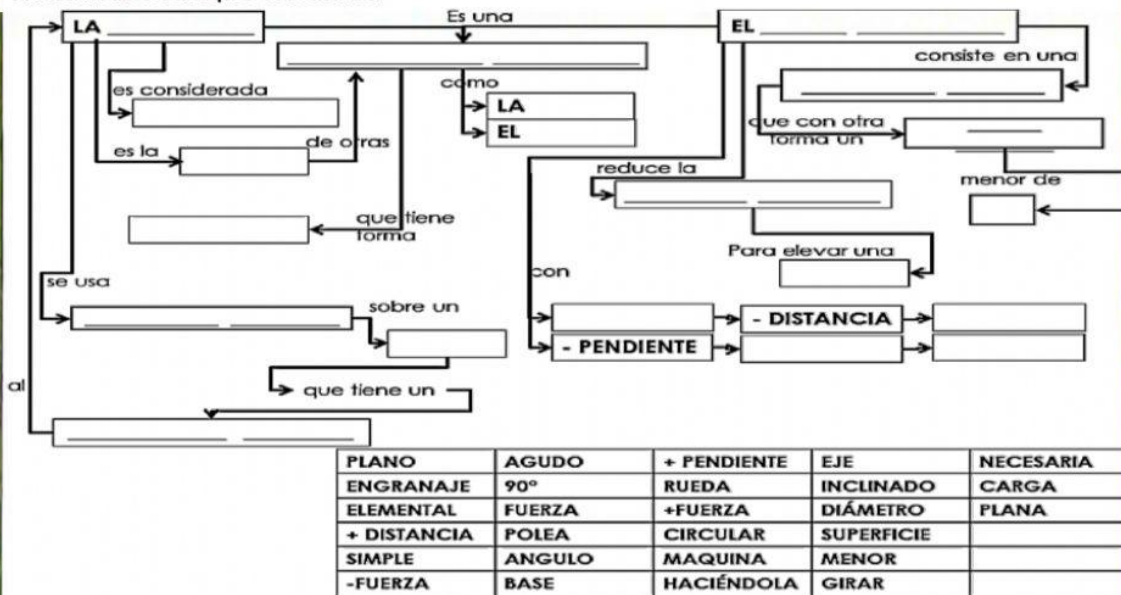 LA
Es una
EL
consiste en una
es considerada
como
LA
EL
que con otra
forma un
es la
de otras
reduce la
menor de
que tiene
forma
Para elevar una
con
se usa
sobre un
- DISTANCIA
- PENDIENTE
al
que tiene un
PLANO AGUDO + PENDIENTE EJE NECESARIA
ENGRANAJE 90° RUEDA INCLINADO CARGA
ELEMENTAL FUERZA +FUERZA DIÁMETRO PLANA
+ DISTANCIA POLEA CIRCULAR SUPERFICIE
SIMPLE ANGULO MAQUINA MENOR
-FUERZA BASE HACIÉNDOLA GIRAR